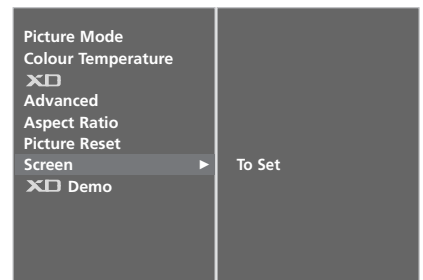 Picture Mode
Colour Temperature
XD
Advanced
Aspect Ratio
Picture Reset
Screen ► To Set
XD Demo